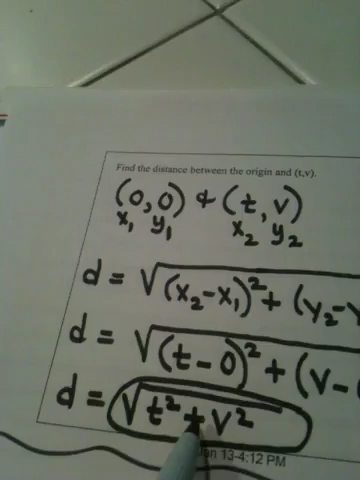 Find the distance between the origin and (t,v).
(0,0) & (t,v)
x₁ y₁ x₂ y₂
d = √(x₂-x₁)²+(y₂-y
d = √(t-0)²+(v-
d = √t²+v²
13-4:12 PM